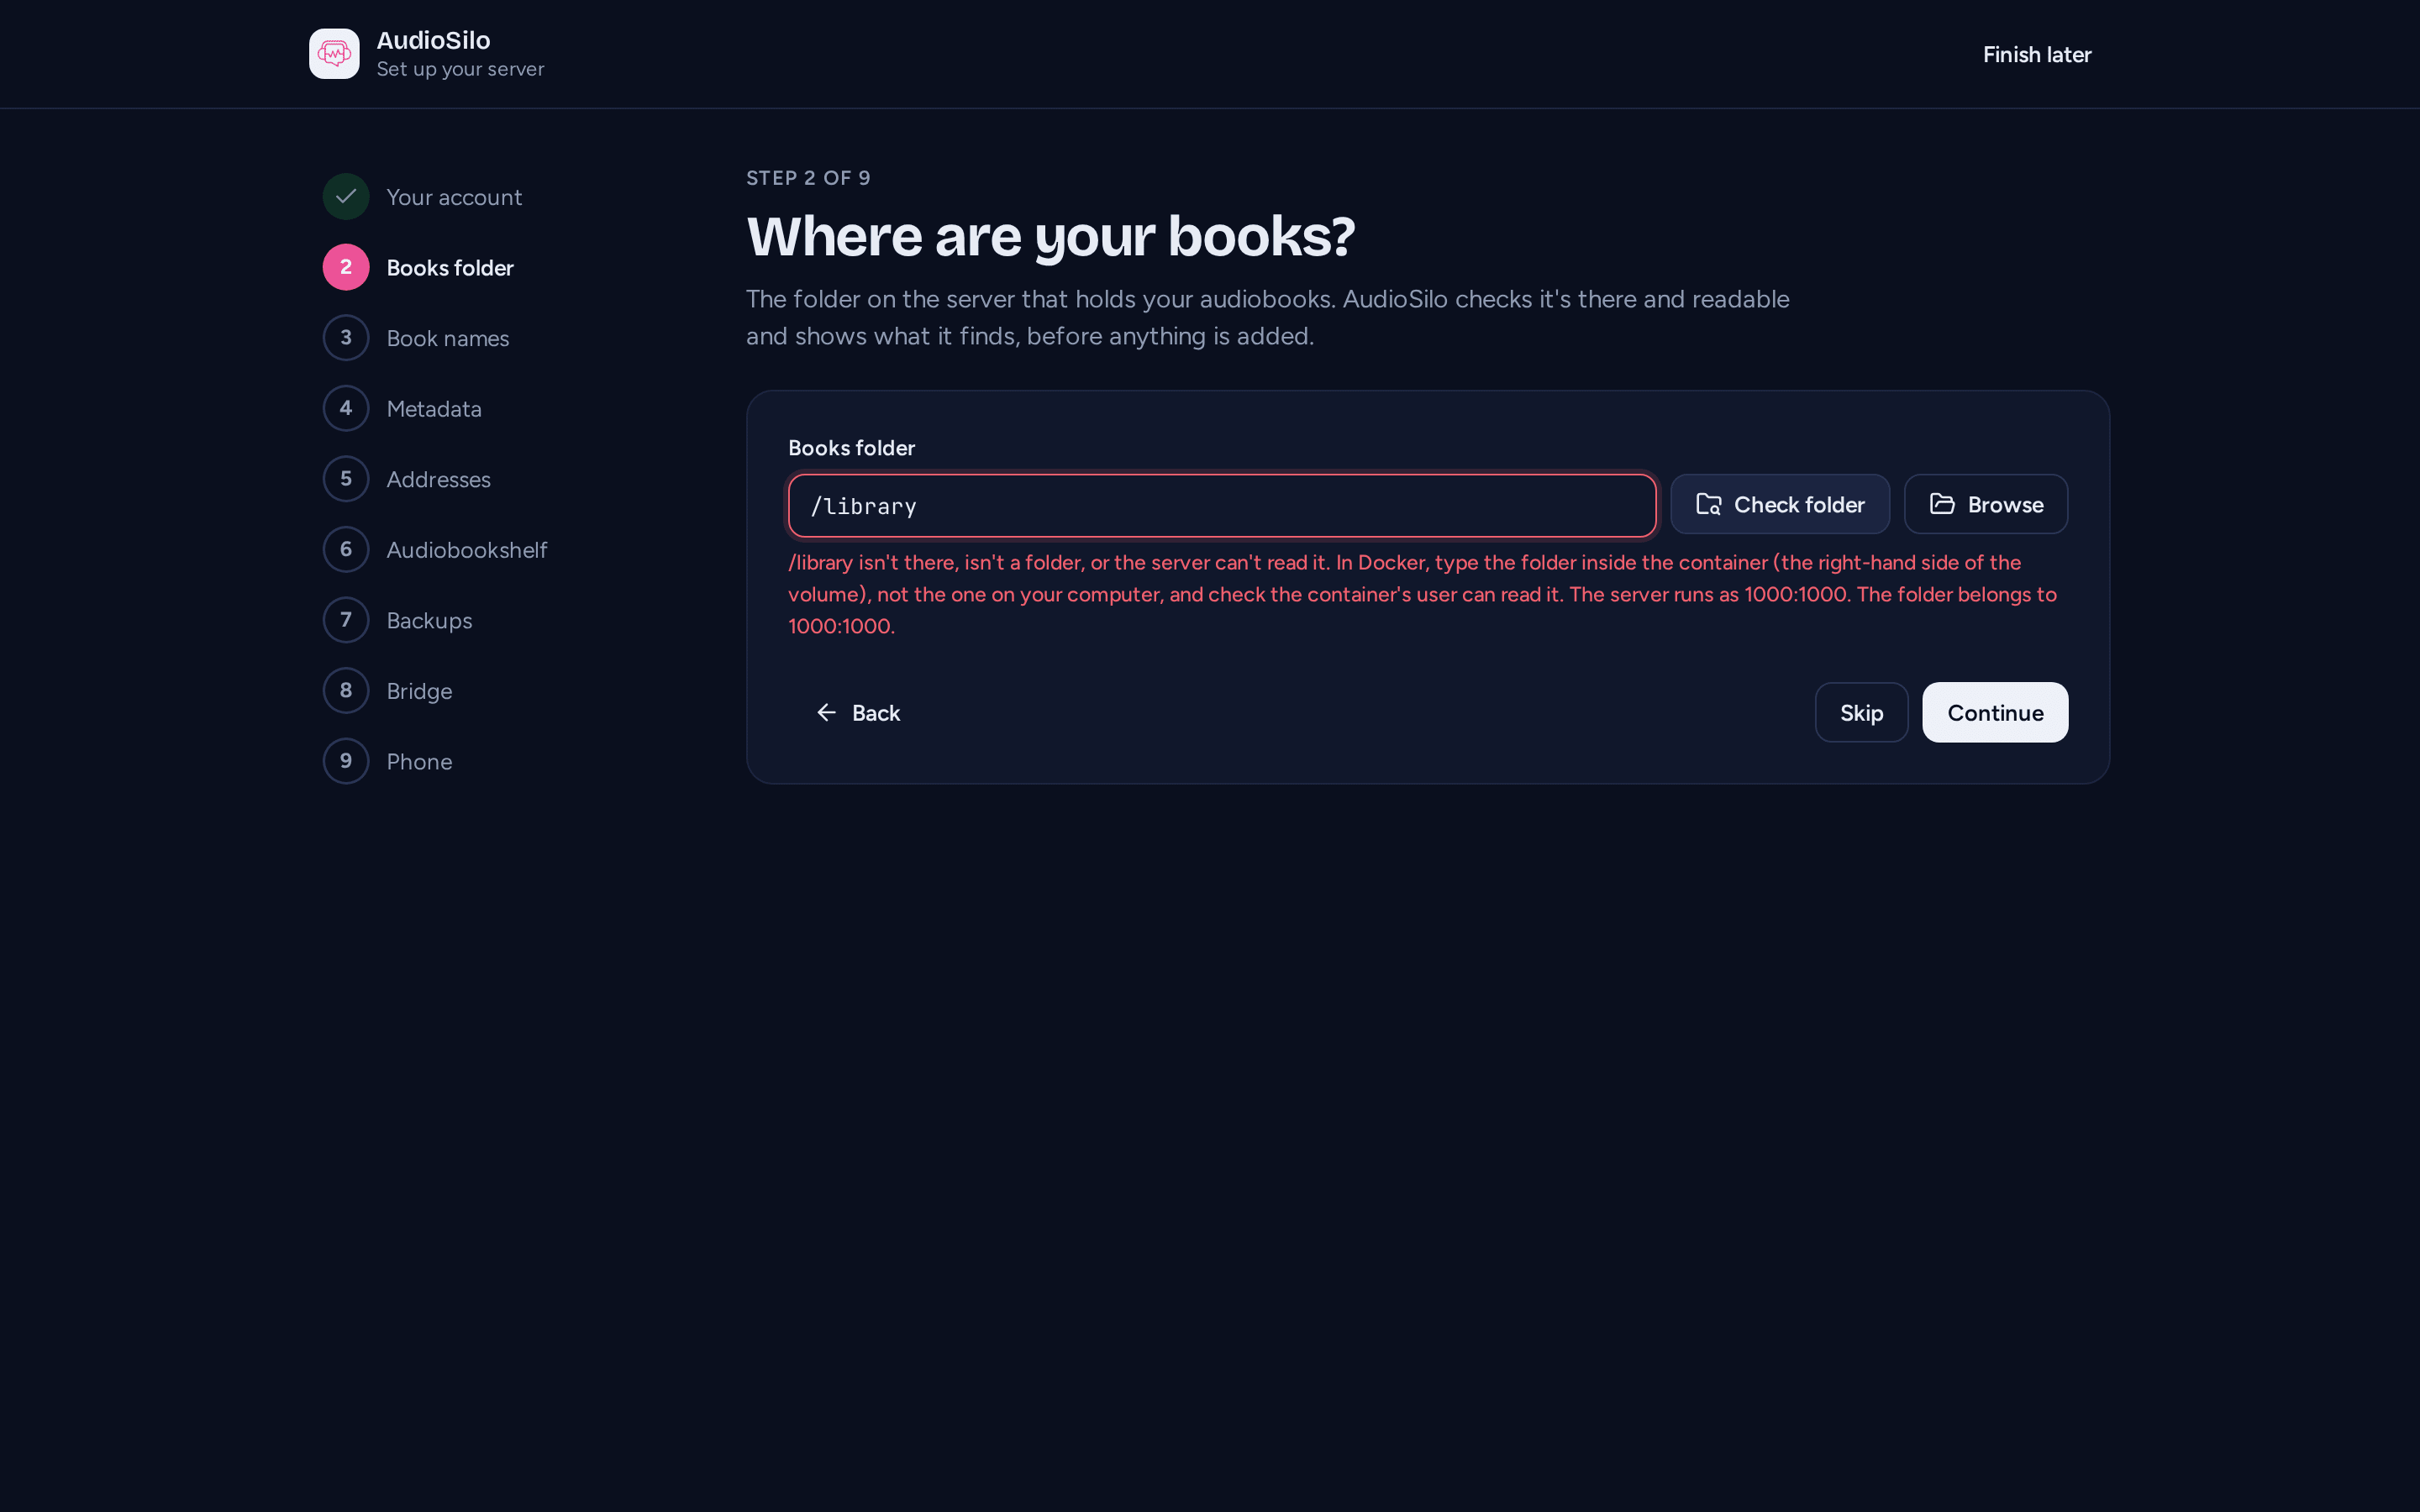 AudioSilo
Set up your server
Finish later
Your account
2 Books folder
3 Book names
4 Metadata
5 Addresses
6 Audiobookshelf
7 Backups
8 Bridge
9 Phone
STEP 2 OF 9
Where are your books?
The folder on the server that holds your audiobooks. AudioSilo checks it's there and readable
and shows what it finds, before anything is added.
Books folder
/library
Check folder
Browse
/library isn't there, isn't a folder, or the server can't read it. In Docker, type the folder inside the container (the right-hand side of the
volume), not the one on your computer, and check the container's user can read it. The server runs as 1000:1000. The folder belongs to
1000:1000.
Back
Skip
Continue